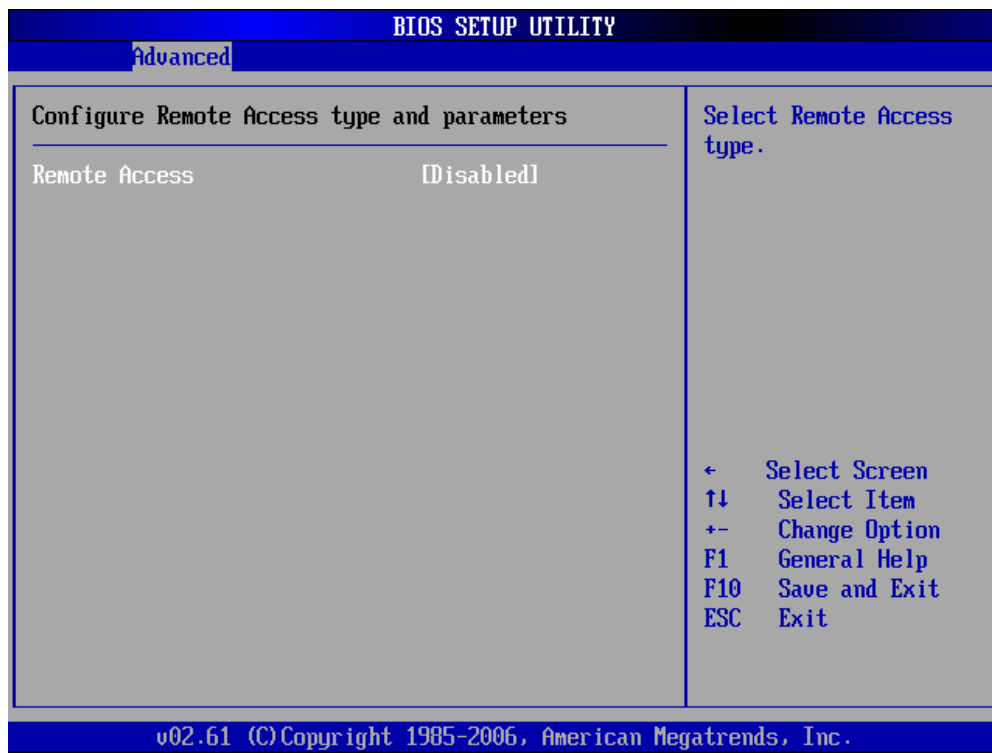 BIOS SETUP UTILITY
Advanced
Configure Remote Access type and parameters
Remote Access [Disabled]
Select Remote Access
type.
← Select Screen
↑↓ Select Item
+- Change Option
F1 General Help
F10 Save and Exit
ESC Exit
v02.61 (C)Copyright 1985-2006, American Megatrends, Inc.